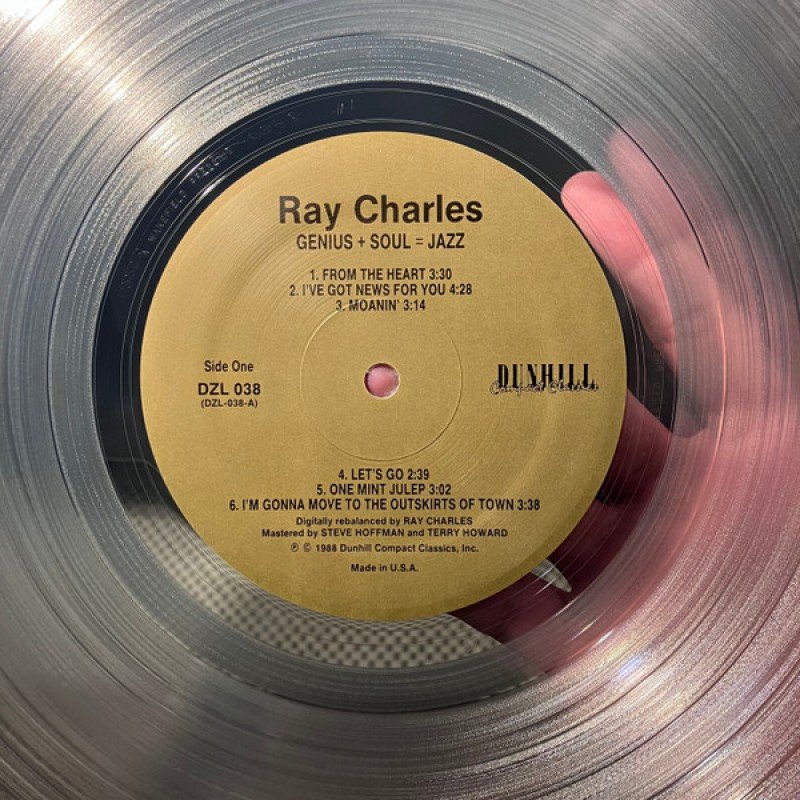 Ray Charles
GENIUS + SOUL = JAZZ
1. FROM THE HEART 3:30
2. I'VE GOT NEWS FOR YOU 4:28
3. MOANIN' 3:14
Side One
DZL 038
(DZL-038-A)
DUNHILL
Compact Classics
4. LET'S GO 2:39
5. ONE MINT JULEP 3:02
6. I'M GONNA MOVE TO THE OUTSKIRTS OF TOWN 3:38
Digitally rebalanced by RAY CHARLES
Mastered by STEVE HOFFMAN and TERRY HOWARD
℗ © 1988 Dunhill Compact Classics, Inc.
Made in U.S.A.